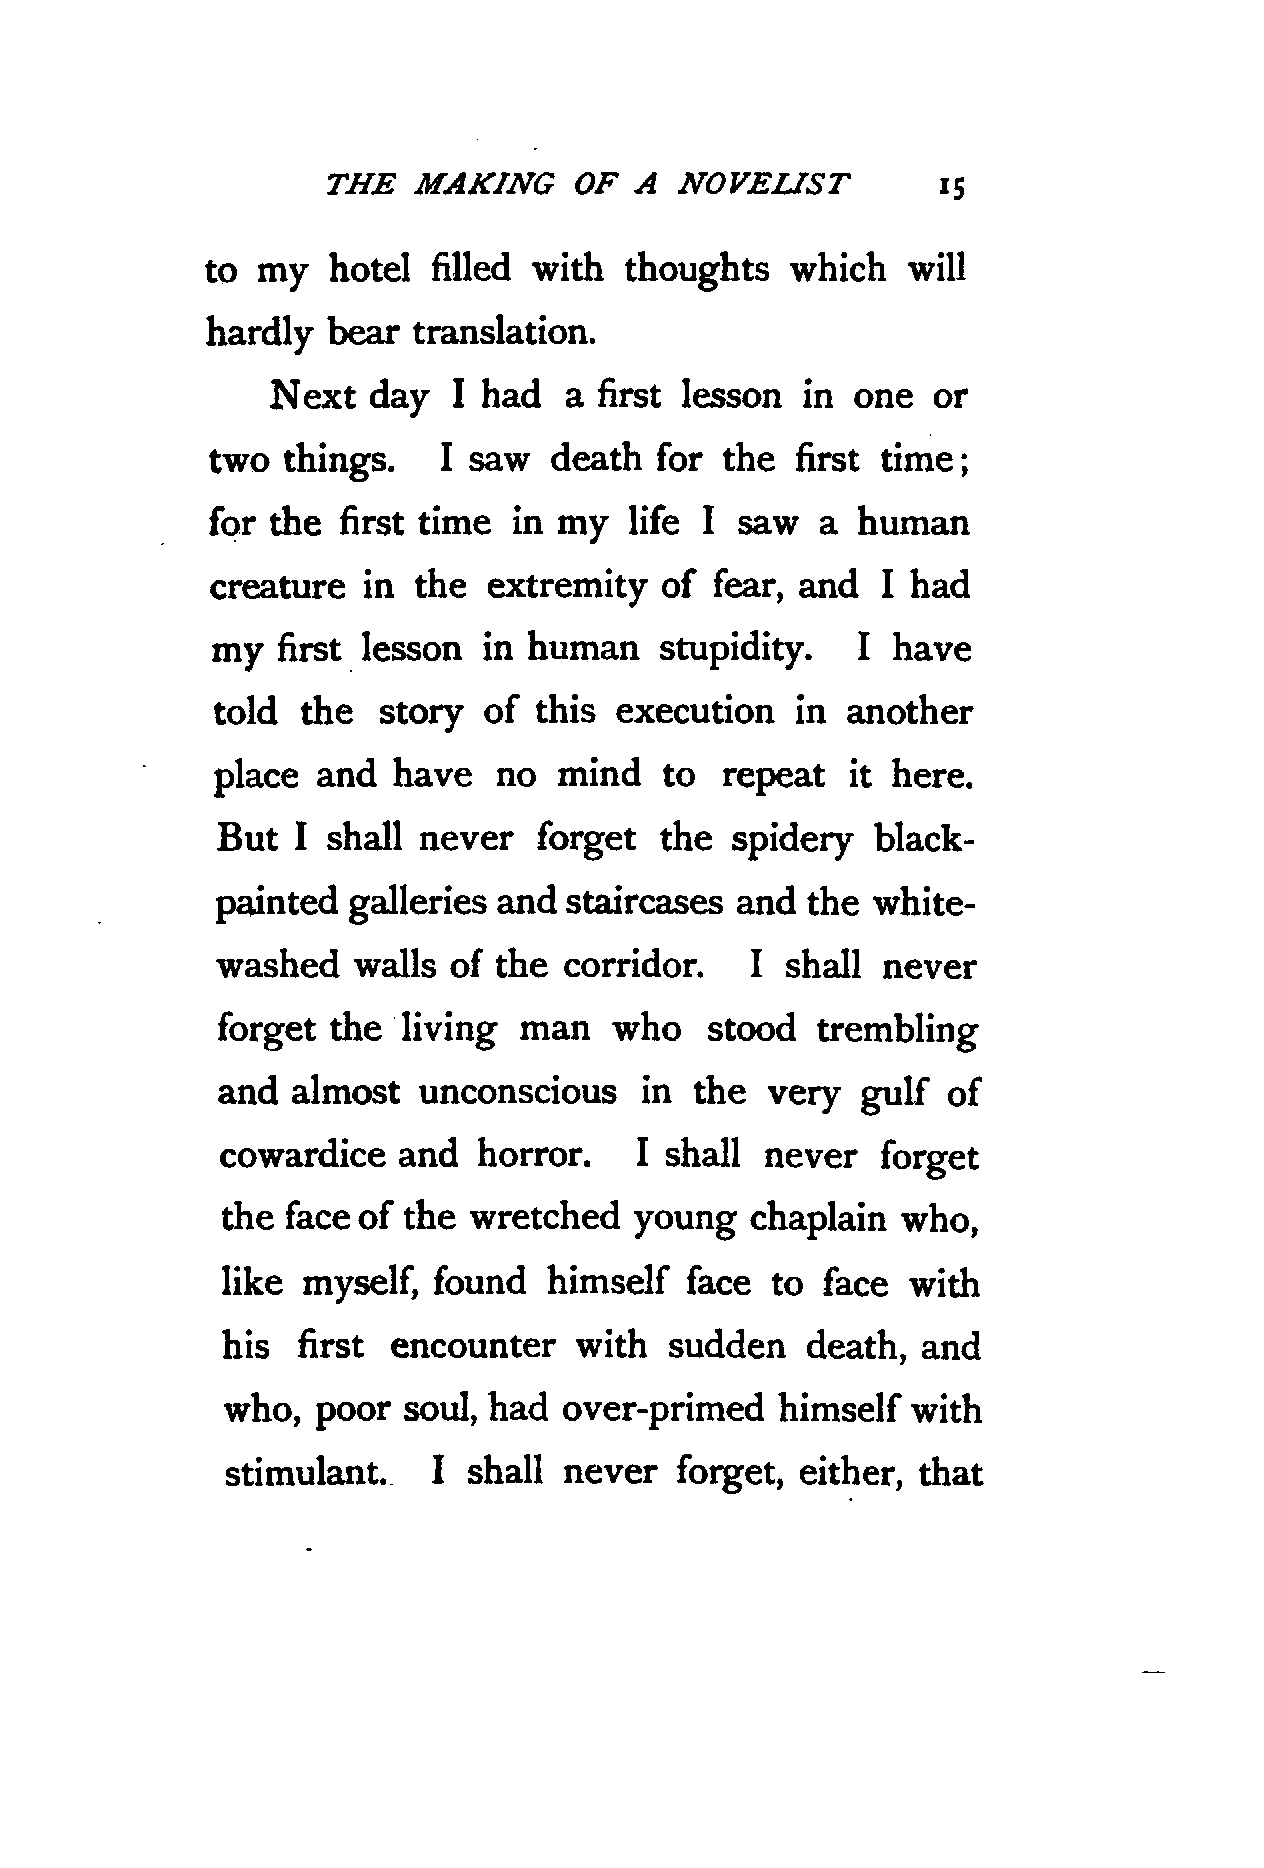 THE MAKING OF A NOVELIST 15
to my hotel filled with thoughts which will
hardly bear translation.
Next day I had a first lesson in one or
two things. I saw death for the first time;
for the first time in my life I saw a human
creature in the extremity of fear, and I had
my first lesson in human stupidity. I have
told the story of this execution in another
place and have no mind to repeat it here.
But I shall never forget the spidery black-
painted galleries and staircases and the white-
washed walls of the corridor. I shall never
forget the living man who stood trembling
and almost unconscious in the very gulf of
cowardice and horror. I shall never forget
the face of the wretched young chaplain who,
like myself, found himself face to face with
his first encounter with sudden death, and
who, poor soul, had over-primed himself with
stimulant. I shall never forget, either, that